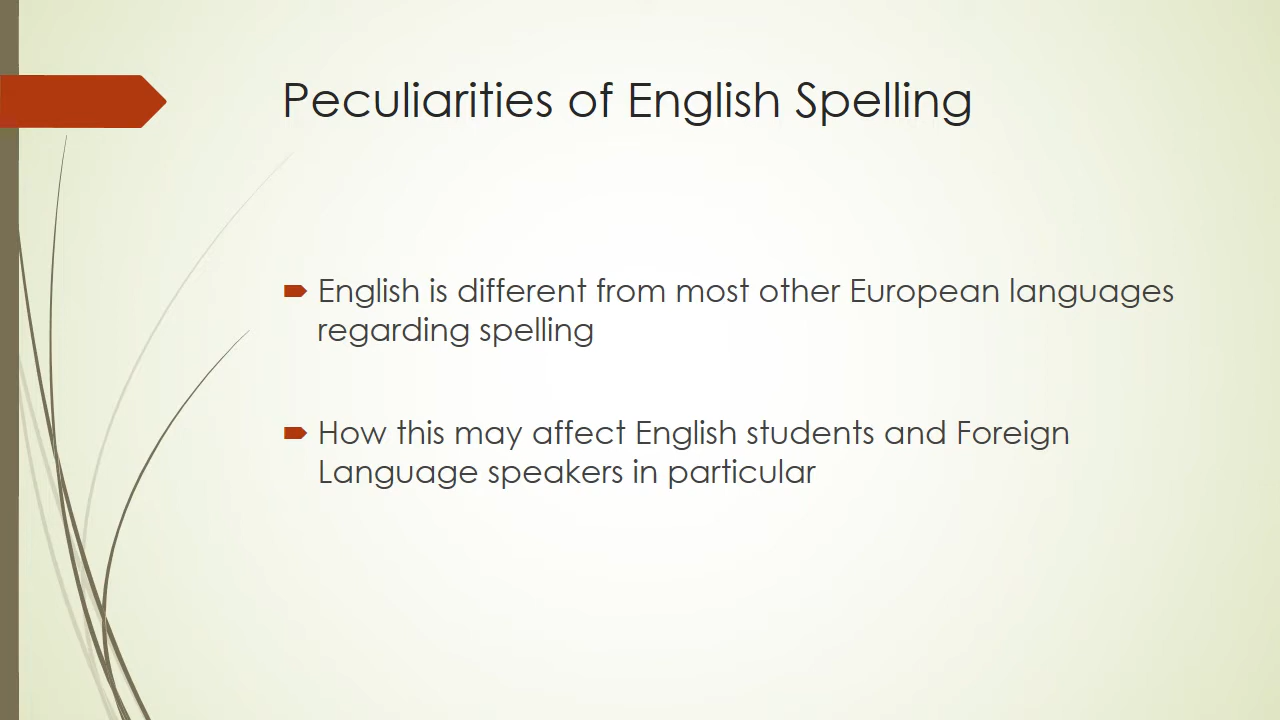 Peculiarities of English Spelling
English is different from most other European languages
regarding spelling
How this may affect English students and Foreign
Language speakers in particular